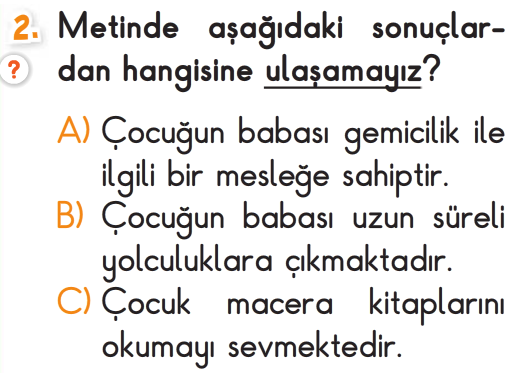 2. Metinde aşağıdaki sonuçlar-
? dan hangisine ulaşamayız?
A) Çocuğun babası gemicilik ile
ilgili bir mesleğe sahiptir.
B) Çocuğun babası uzun süreli
yolculuklara çıkmaktadır.
C) Çocuk macera kitaplarını
okumayı sevmektedir.